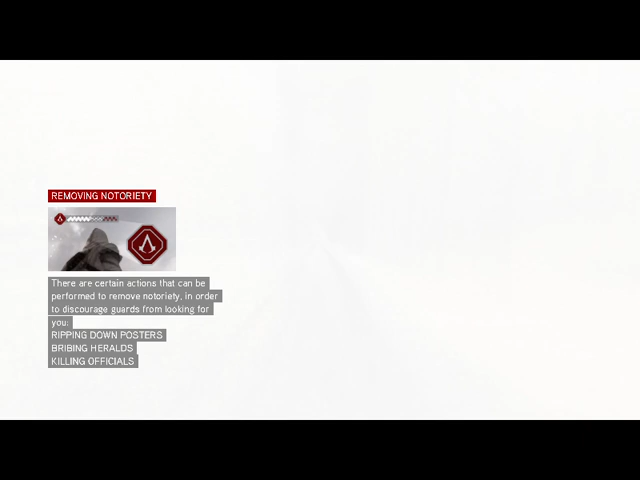 REMOVING NOTORIETY
There are certain actions that can be
performed to remove notoriety, in order
to discourage guards from looking for
you:
RIPPING DOWN POSTERS
BRIBING HERALDS
KILLING OFFICIALS